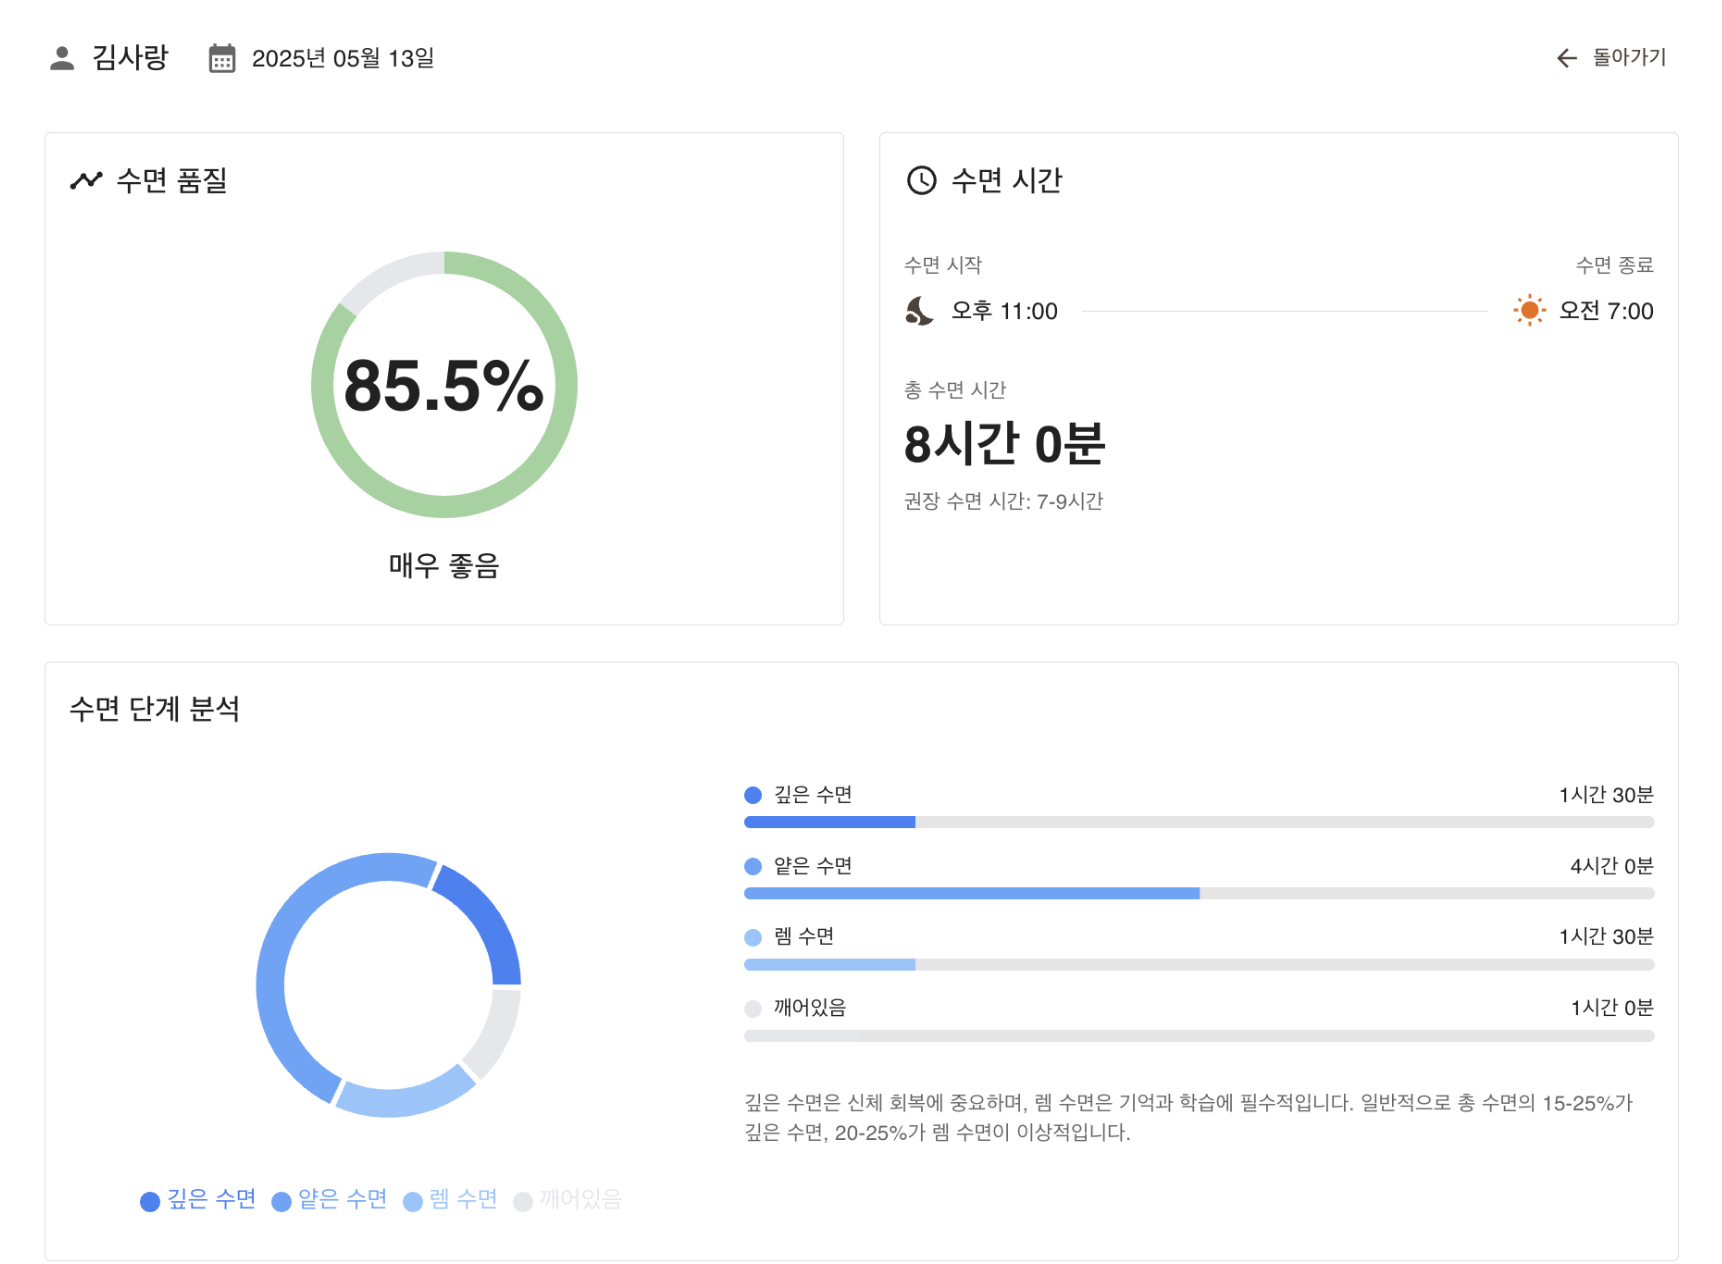 김사랑
2025년 05월 13일
돌아가기
수면 품질
85.5%
매우 좋음
수면 시간
수면 시작
수면 종료
오후 11:00
오전 7:00
총 수면 시간
8시간 0분
권장 수면 시간: 7-9시간
수면 단계 분석
깊은 수면 1시간 30분
얕은 수면 4시간 0분
렘 수면 1시간 30분
깨어있음 1시간 0분
깊은 수면은 신체 회복에 중요하며, 렘 수면은 기억과 학습에 필수적입니다. 일반적으로 총 수면의 15-25%가
깊은 수면, 20-25%가 렘 수면이 이상적입니다.
깊은 수면 얕은 수면 렘 수면 깨어있음